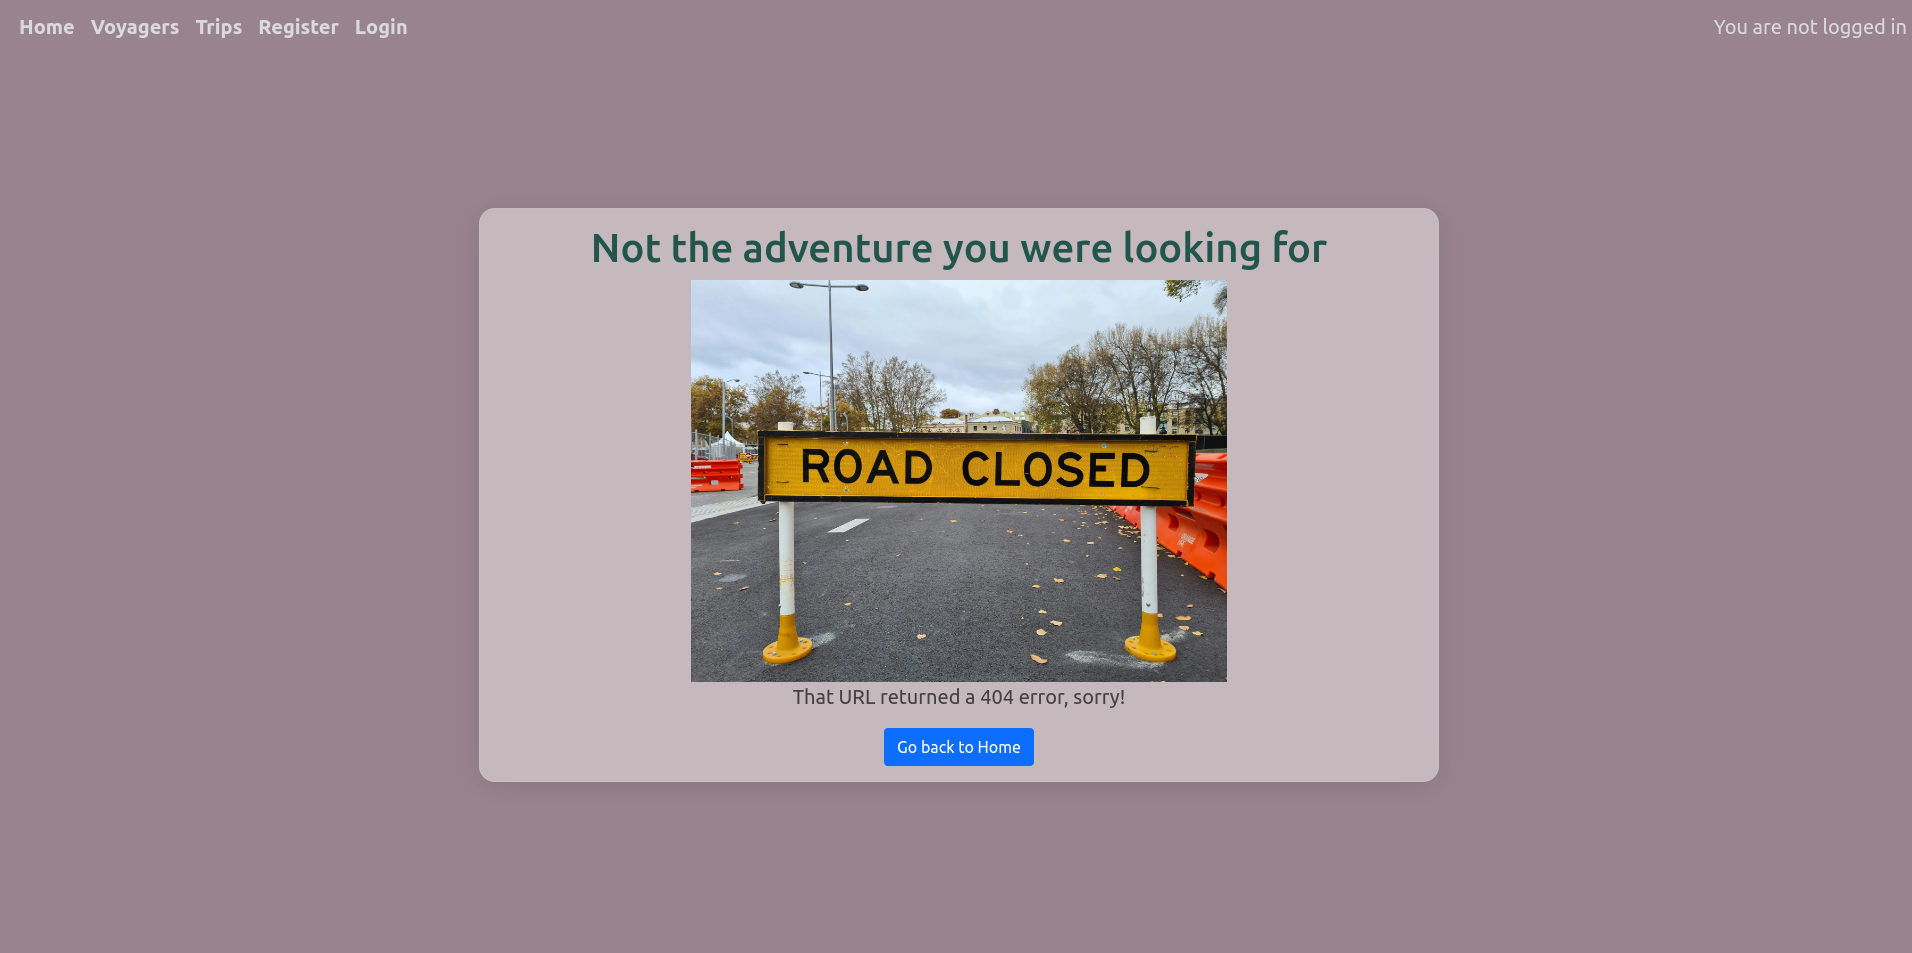 Home Voyagers Trips Register Login You are not logged in
Not the adventure you were looking for
ROAD CLOSED
That URL returned a 404 error, sorry!
Go back to Home